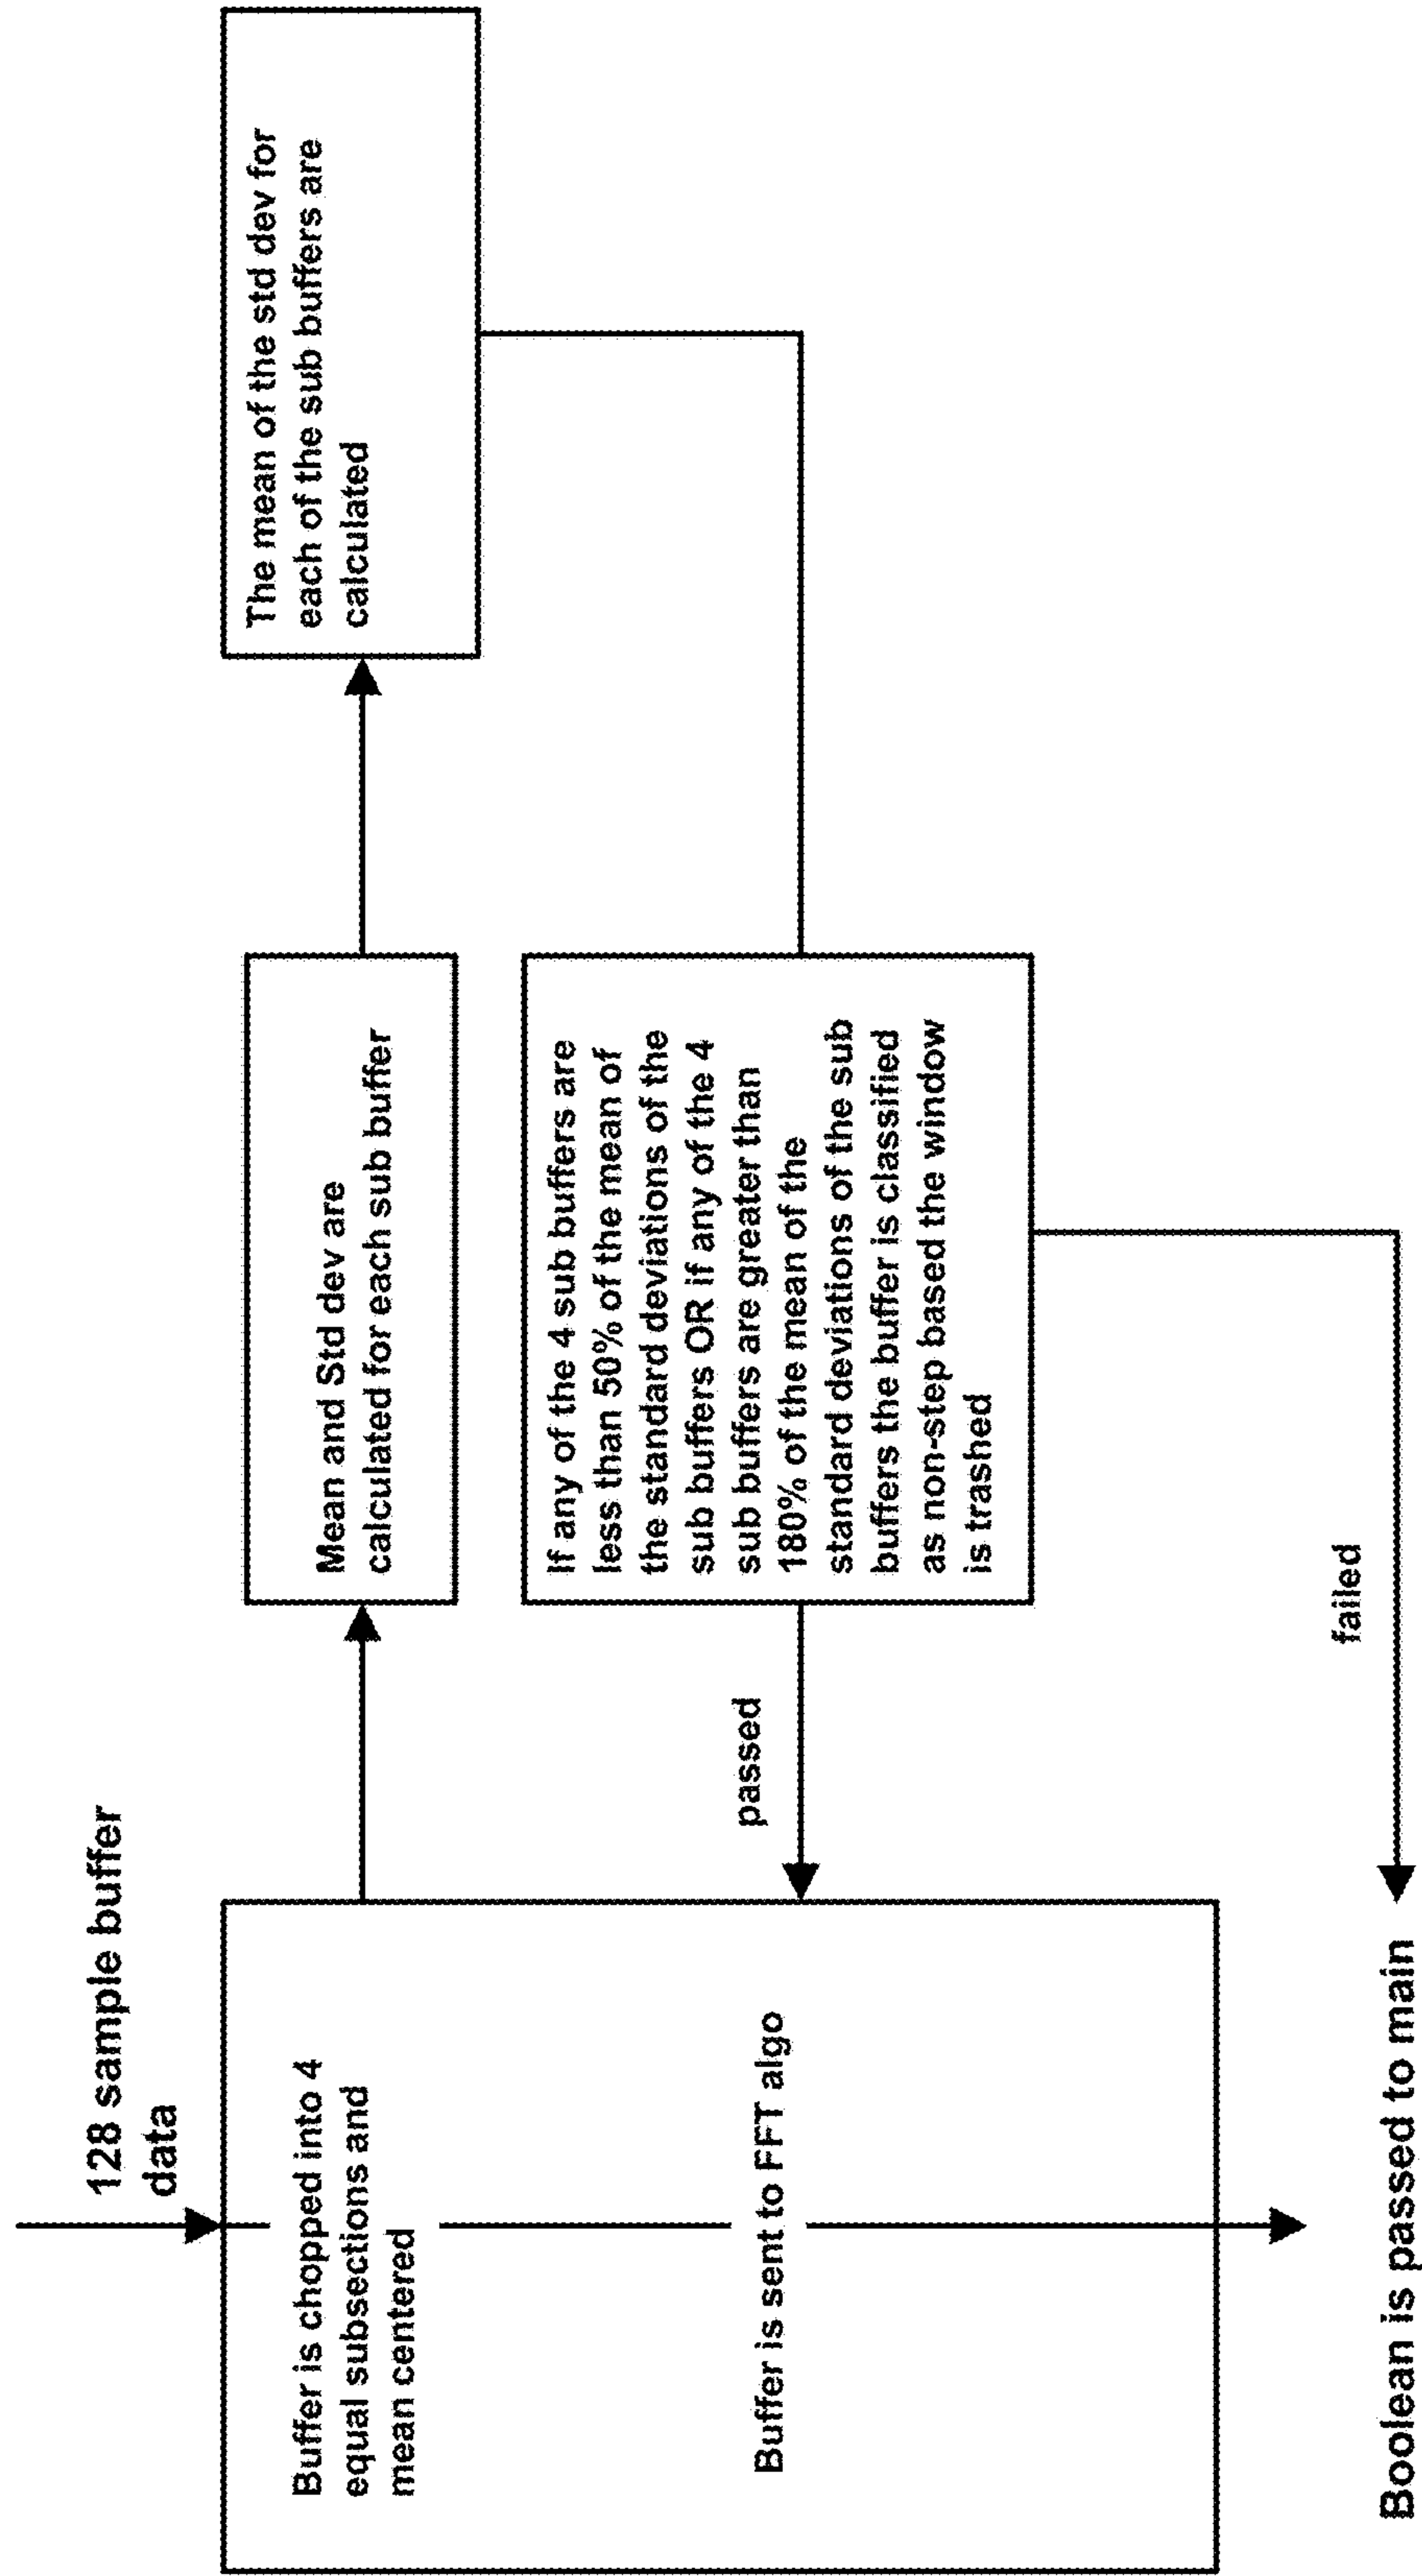 128 sample buffer
data
Buffer is chopped into 4
equal subsections and
mean centered
Mean and Std dev are
calculated for each sub buffer
The mean of the std dev for
each of the sub buffers are
calculated
If any of the 4 sub buffers are
less than 50% of the mean of
the standard deviations of the
sub buffers OR if any of the 4
sub buffers are greater than
180% of the mean of the
standard deviations of the sub
buffers the buffer is classified
as non-step based the window
is trashed
passed
Buffer is sent to FFT algo
failed
Boolean is passed to main